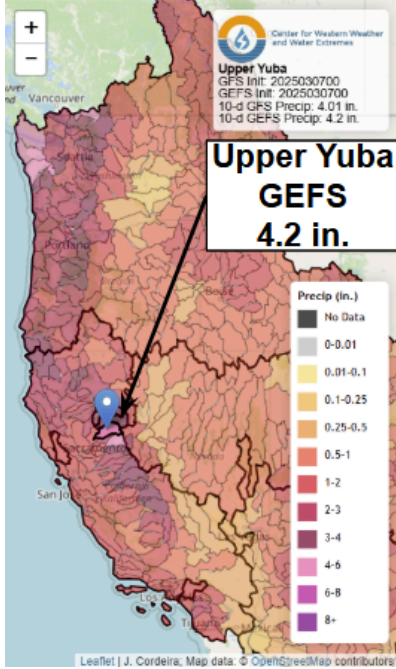 +
−
Center for Western Weather
and Water Extremes
Upper Yuba
GFS Init: 2025030700
GEFS Init: 2025030700
10-d GFS Precip: 4.01 in.
10-d GEFS Precip: 4.2 in.
Vancouver
Upper Yuba
GEFS
4.2 in.
Seattle
Portland
Boise
Precip (in.)
No Data
0-0.01
0.01-0.1
0.1-0.25
0.25-0.5
0.5-1
1-2
2-3
3-4
4-6
6-8
8+
Sacramento
Nevada
San Jose
Los Angeles
Tijuana
Mexicali
Leaflet | J. Cordeira; Map data: © OpenStreetMap contributors